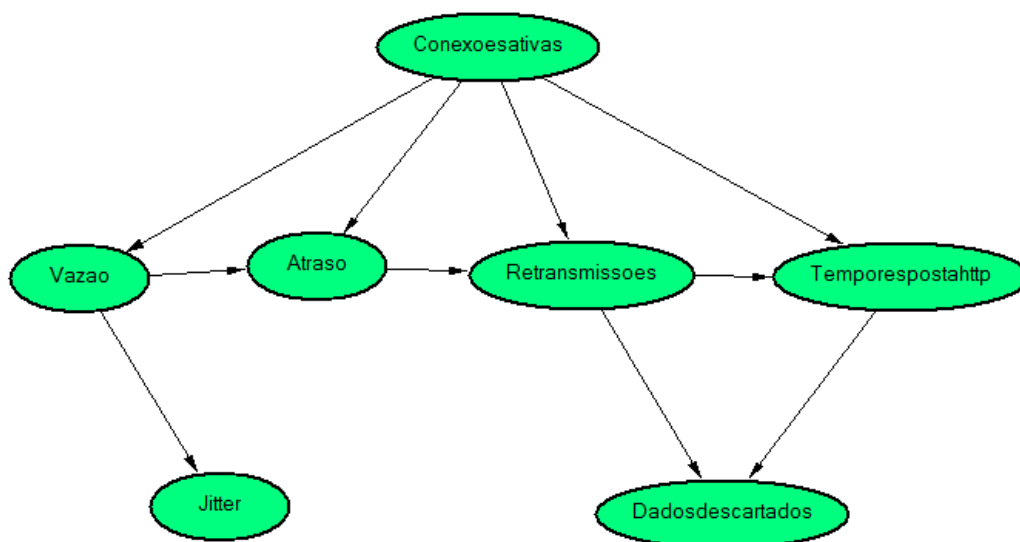 Conexoesativas
Vazao
Atraso
Retransmissoes
Temporespostahttp
Jitter
Dadosdescartados